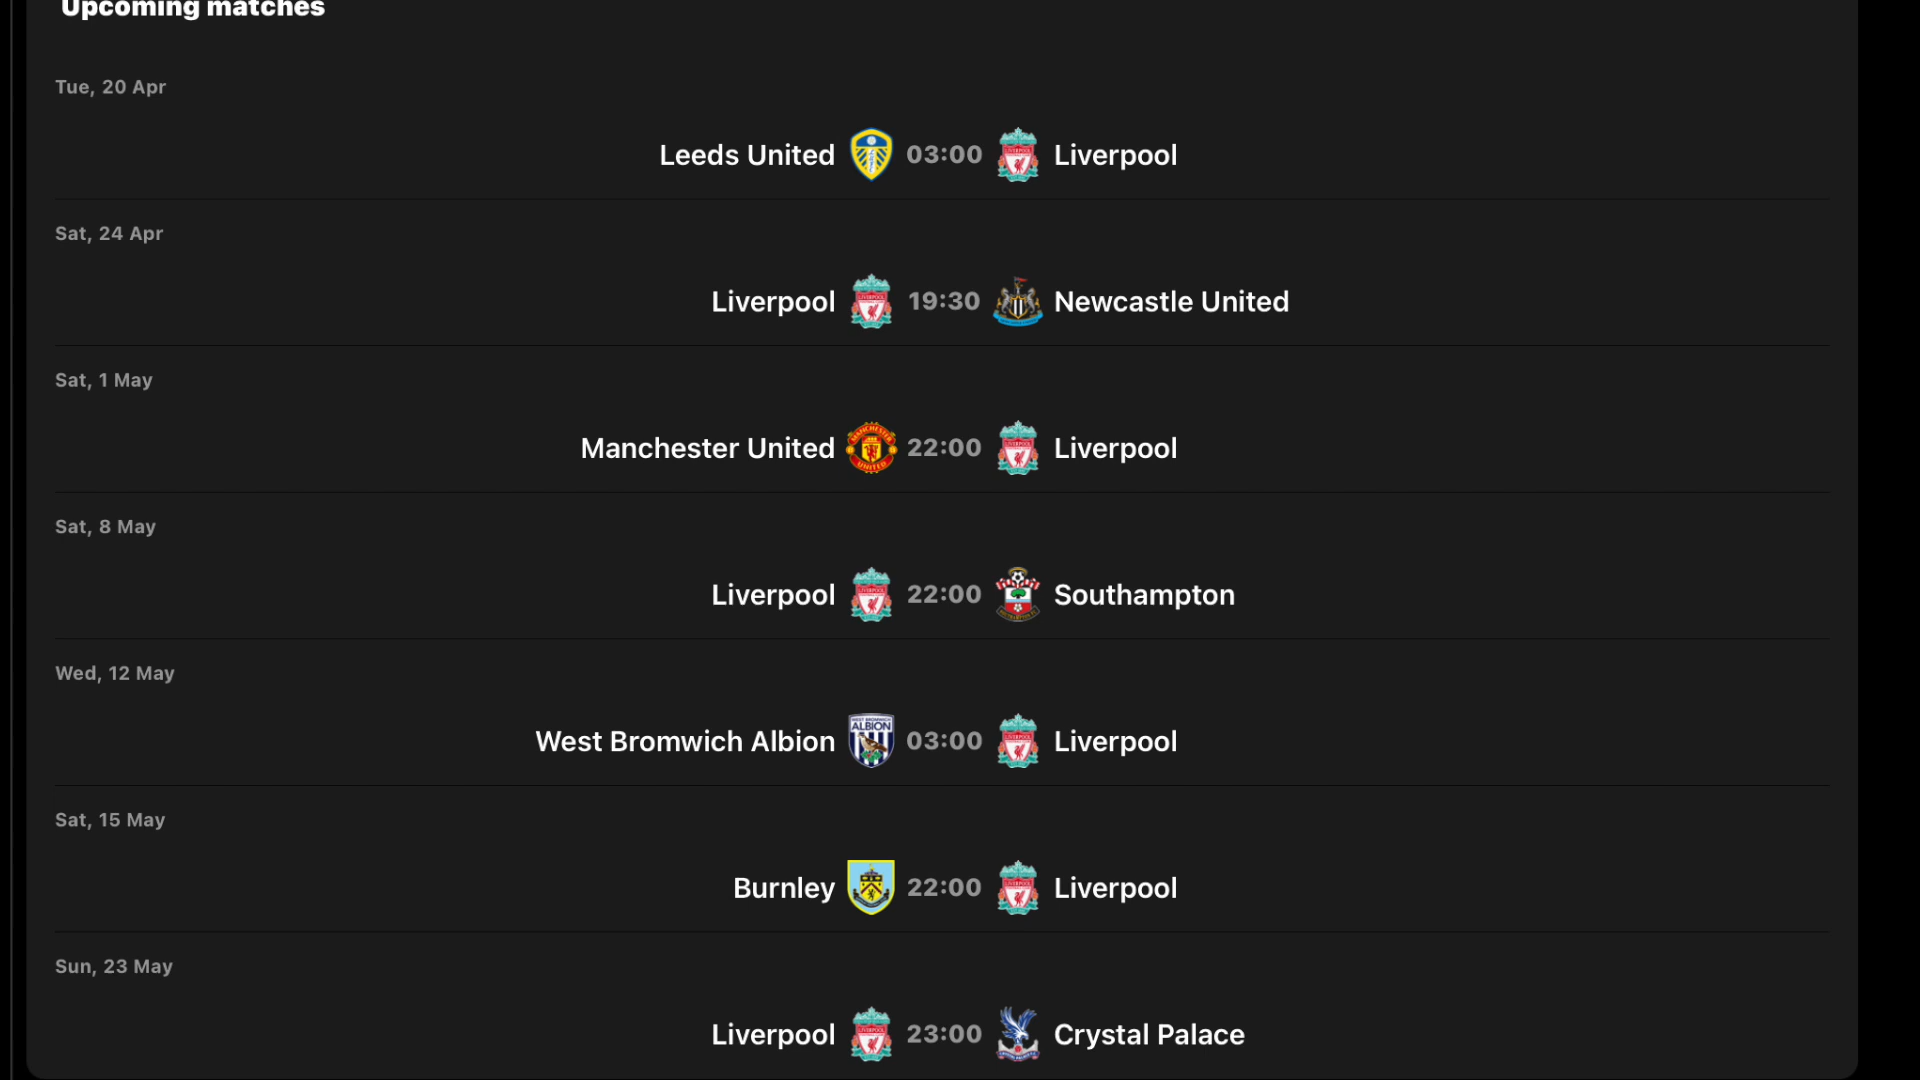 Upcoming matches
Tue, 20 Apr
Leeds United 03:00 Liverpool
Sat, 24 Apr
Liverpool 19:30 Newcastle United
Sat, 1 May
Manchester United 22:00 Liverpool
Sat, 8 May
Liverpool 22:00 Southampton
Wed, 12 May
West Bromwich Albion 03:00 Liverpool
Sat, 15 May
Burnley 22:00 Liverpool
Sun, 23 May
Liverpool 23:00 Crystal Palace